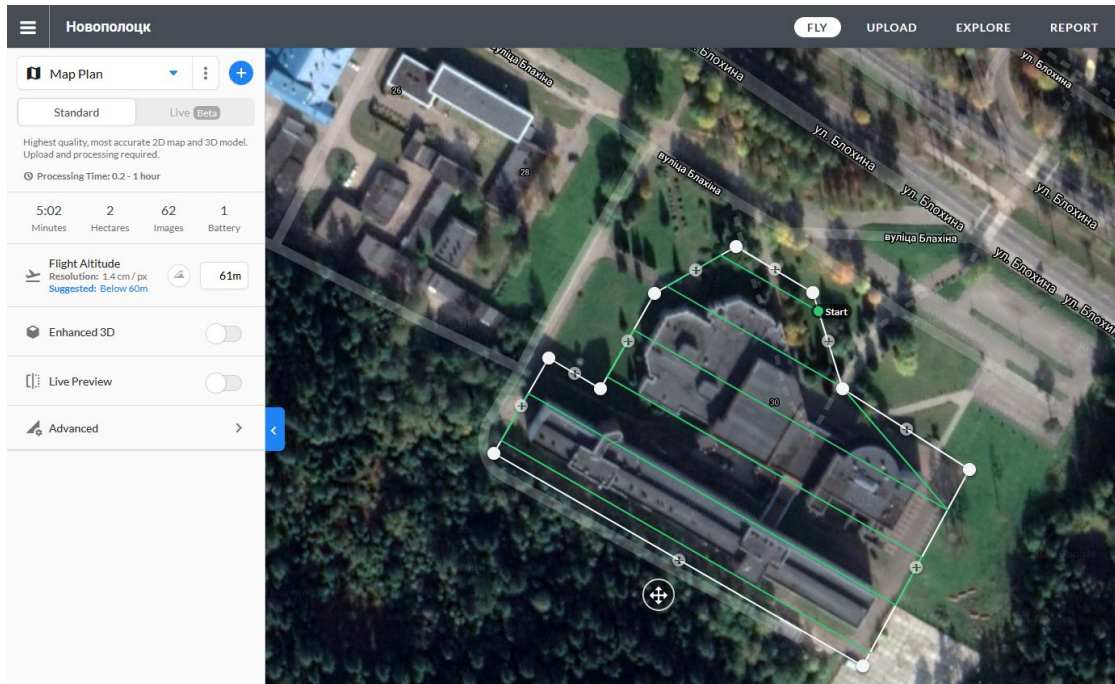 Новополоцк
FLY
UPLOAD
EXPLORE
REPORT
Map Plan
Standard
Live Beta
Highest quality, most accurate 2D map and 3D model.
Upload and processing required.
Processing Time: 0.2 - 1 hour
5:02
2
62
1
Minutes
Hectares
Images
Battery
Flight Altitude
Resolution: 1.4 cm / px
Suggested: Below 60m
61m
Enhanced 3D
Live Preview
Advanced
вуліца Блахіна
ул. Блохина
ул. Блохина
26
ул. Блохина
вуліца Блахіна
28
ул. Блохина
ул. Блохина
вуліца Блахіна
ул. Блохина
ул. Блохина
ул. Блохина
Start
30